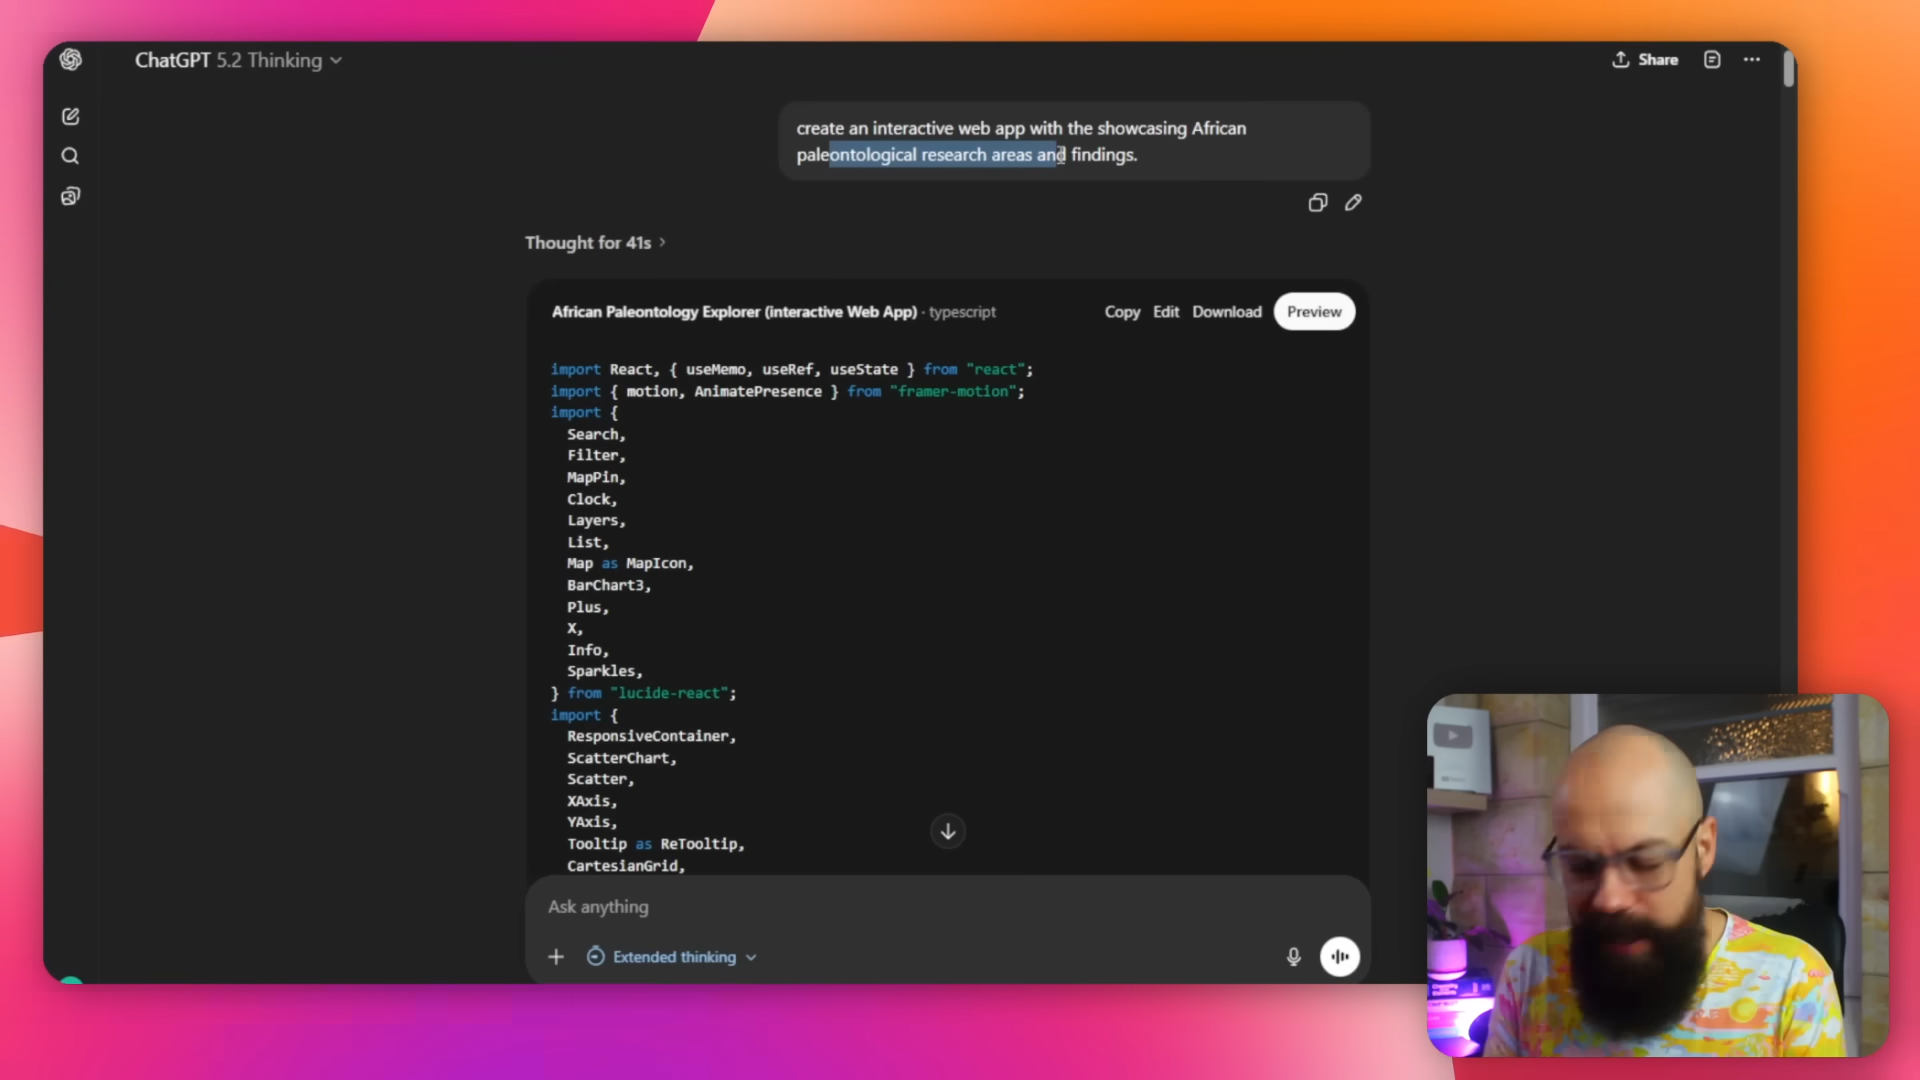 ChatGPT 5.2 Thinking
Share
create an interactive web app with the showcasing African
paleontological research areas and findings.
Thought for 41s
African Paleontology Explorer (interactive Web App) · typescript
Copy Edit Download Preview
import React, { useMemo, useRef, useState } from "react";
import { motion, AnimatePresence } from "framer-motion";
import {
Search,
Filter,
MapPin,
Clock,
Layers,
List,
Map as MapIcon,
BarChart3,
Plus,
X,
Info,
Sparkles,
} from "lucide-react";
import {
ResponsiveContainer,
ScatterChart,
Scatter,
XAxis,
YAxis,
Tooltip as ReTooltip,
CartesianGrid,
Ask anything
Extended thinking